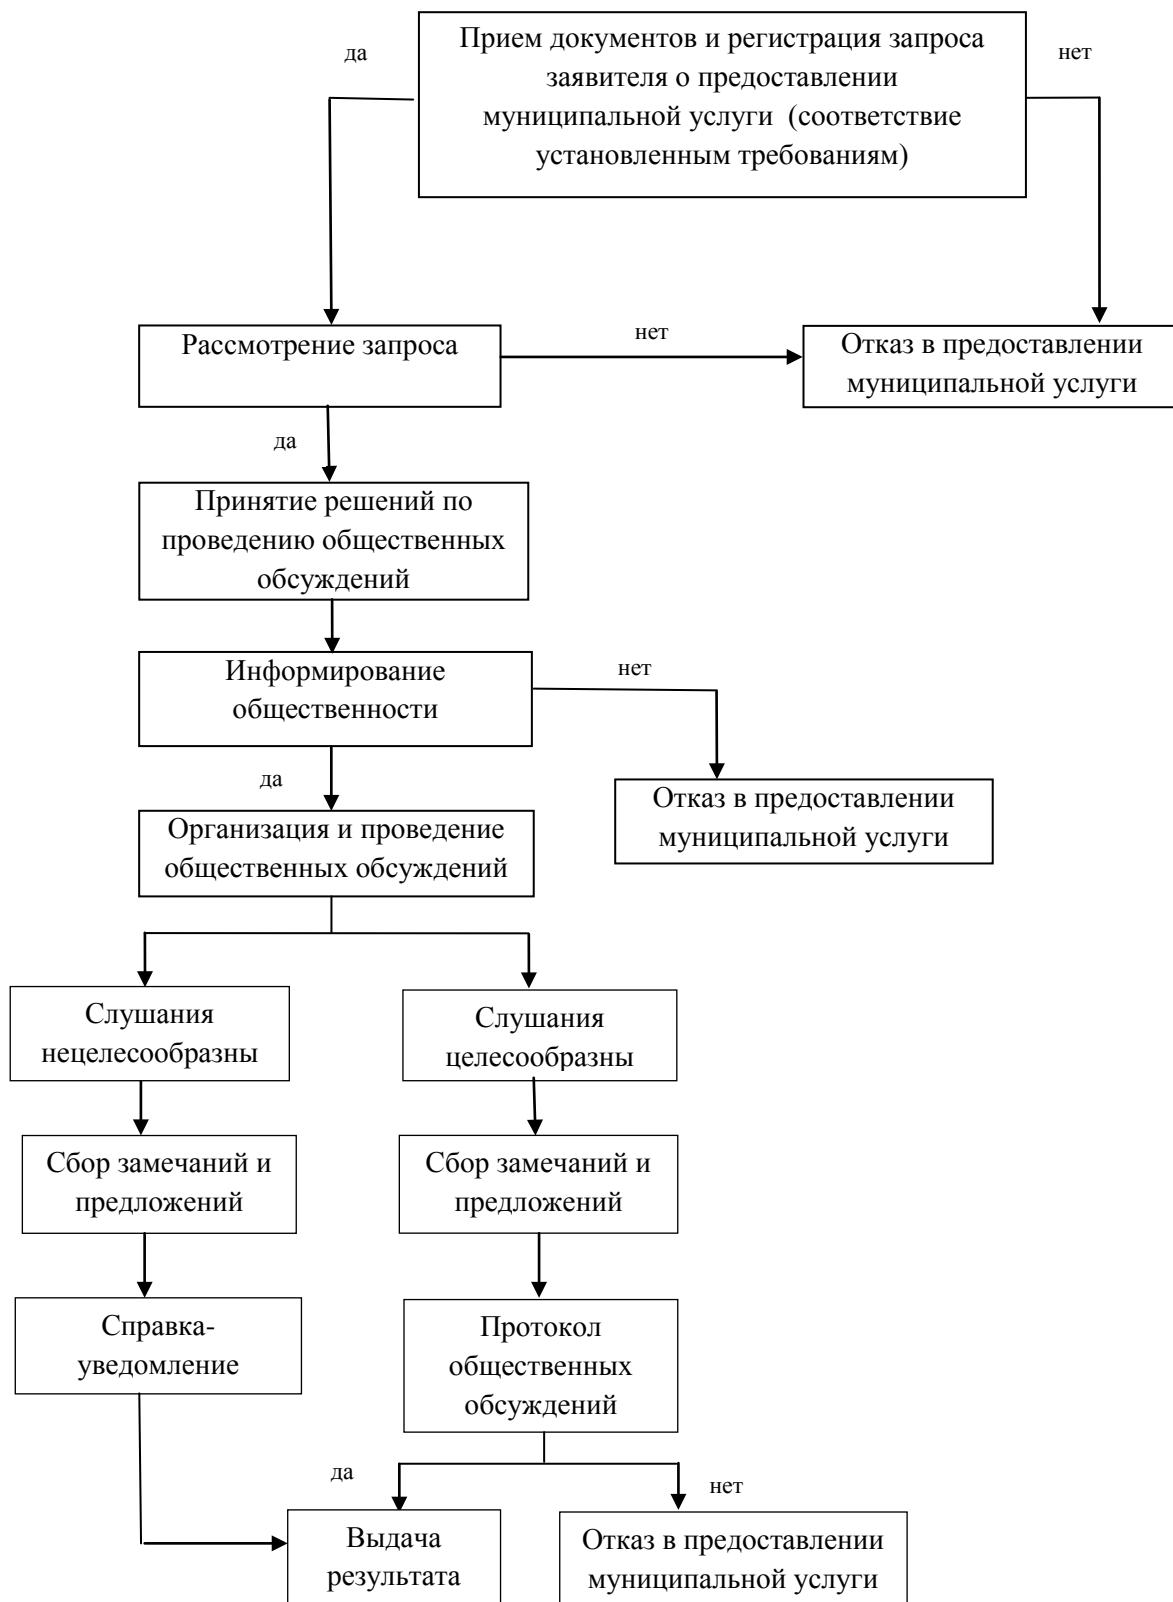 Прием документов и регистрация запроса
заявителя о предоставлении
муниципальной услуги (соответствие
установленным требованиям)
да
нет
Рассмотрение запроса
нет
Отказ в предоставлении
муниципальной услуги
да
Принятие решений по
проведению общественных
обсуждений
Информирование
общественности
нет
да
Отказ в предоставлении
муниципальной услуги
Организация и проведение
общественных обсуждений
Слушания
нецелесообразны
Слушания
целесообразны
Сбор замечаний и
предложений
Сбор замечаний и
предложений
Справка-
уведомление
Протокол
общественных
обсуждений
да
нет
Выдача
результата
Отказ в предоставлении
муниципальной услуги